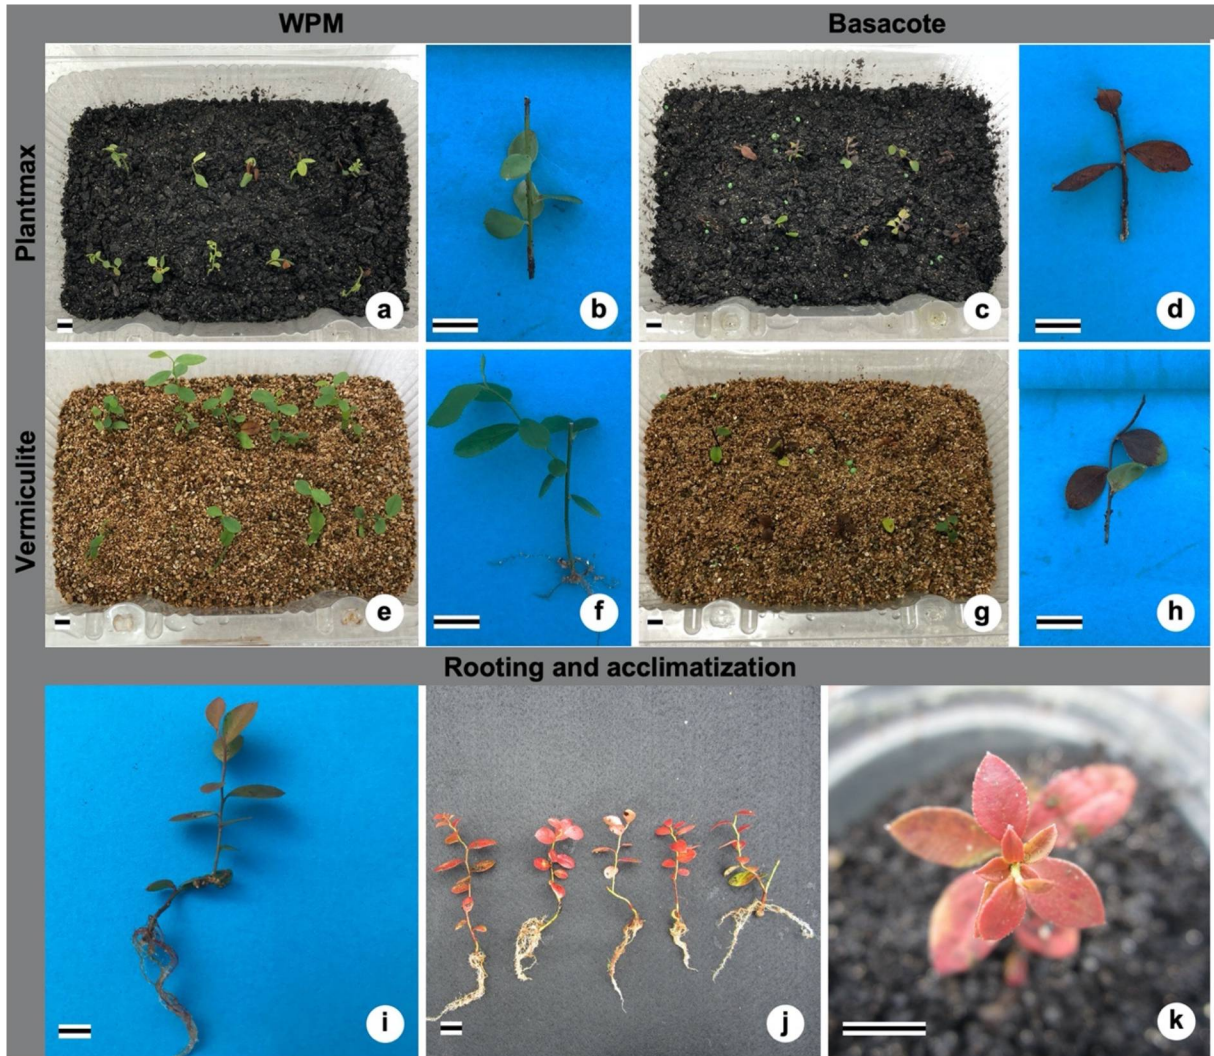 WPM
Basacote
Plantmax
a
b
c
d
Vermiculite
e
f
g
h
Rooting and acclimatization
i
j
k